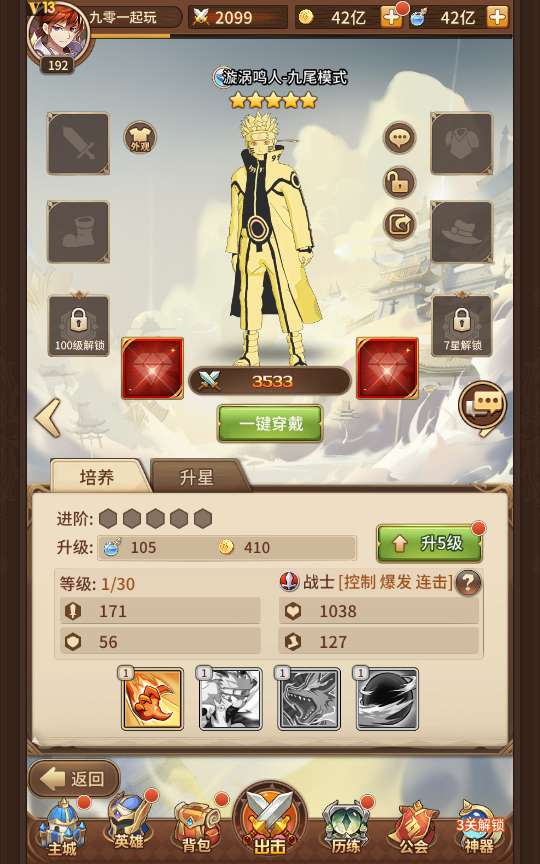 V13
九零一起玩
2099
42亿
42亿
192
漩涡鸣人-九尾模式
外观
100级解锁
7星解锁
3533
一键穿戴
培养
升星
进阶:
升级:
105
410
升5级
等级: 1/30
战士 [控制 爆发 连击]
?
171
1038
56
127
1
1
1
1
返回
主城
英雄
背包
出击
历练
公会
3关解锁
神器